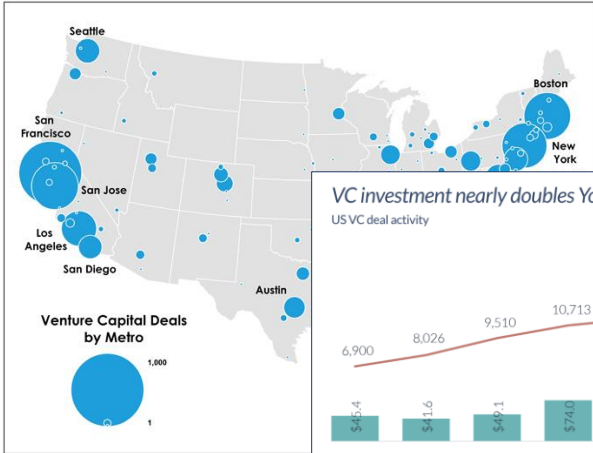 Seattle
San
Francisco
San Jose
Los
Angeles
San Diego
Austin
Boston
New
York
Venture Capital Deals
by Metro
1,000
1
VC investment nearly doubles Yo
US VC deal activity
6,900
8,026
9,510
10,713
$45.4
$41.6
$49.1
$74.0